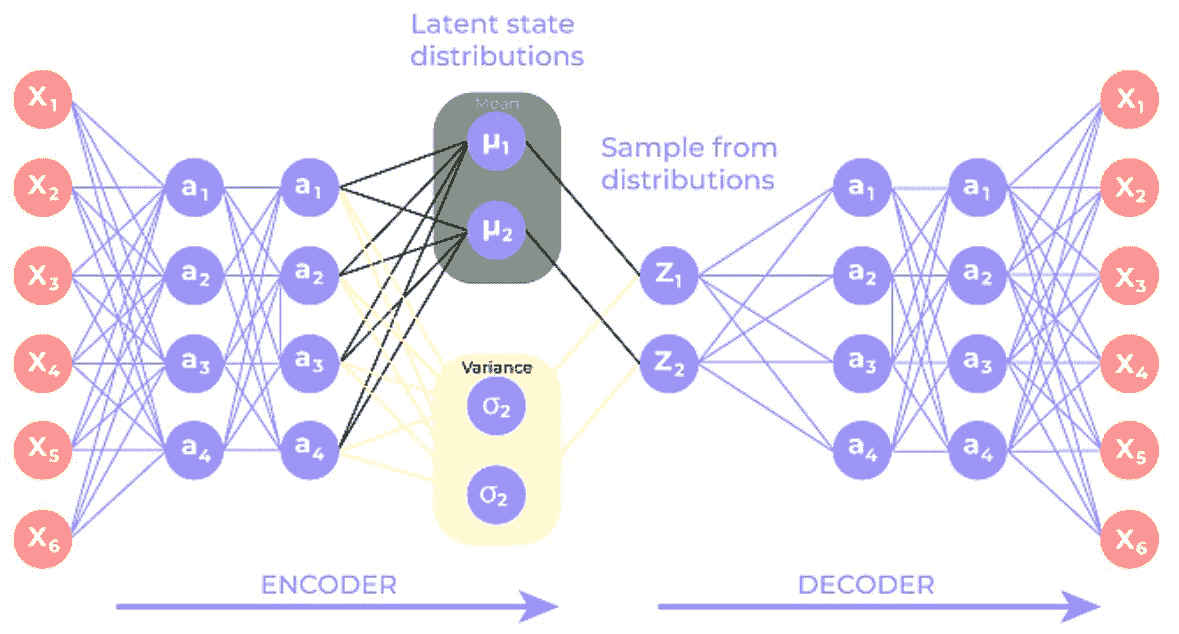 Latent state
distributions
Mean
μ₁
μ₂
Variance
σ₂
σ₂
Sample from
distributions
X₁
X₂
X₃
X₄
X₅
X₆
a₁
a₂
a₃
a₄
a₁
a₂
a₃
a₄
Z₁
Z₂
a₁
a₂
a₃
a₄
a₁
a₂
a₃
a₄
X₁
X₂
X₃
X₄
X₅
X₆
ENCODER
DECODER